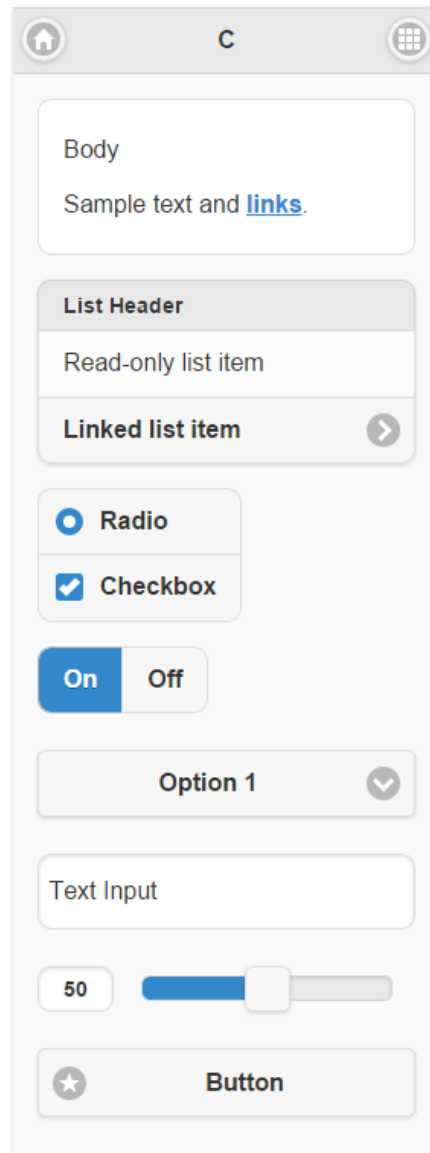 C
Body
Sample text and links.
List Header
Read-only list item
Linked list item
Radio
Checkbox
On Off
Option 1
Text Input
50
Button